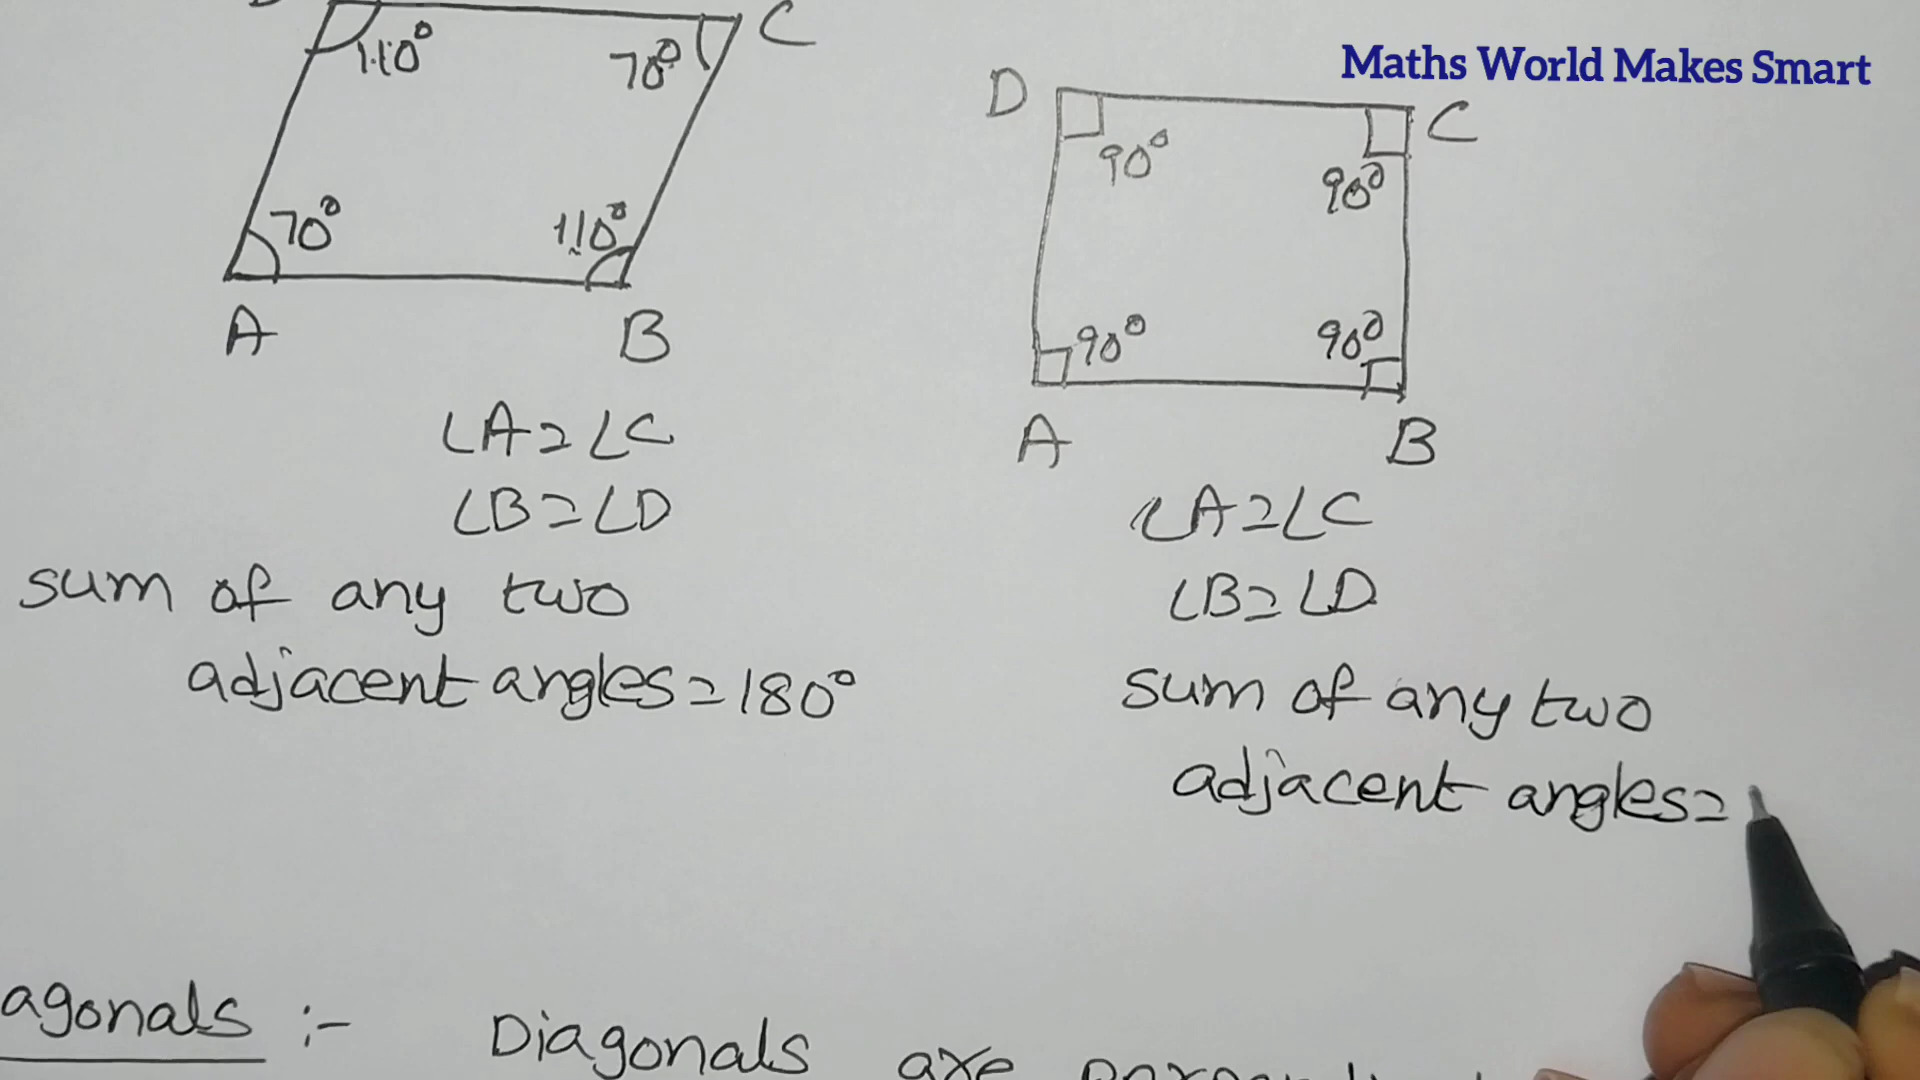 Maths World Makes Smart
C
110°
70°
70°
110°
A
B
∠A=∠C
∠B=∠D
sum of any two
adjacent angles=180°
D
C
90°
90°
90°
90°
A
B
∠A=∠C
∠B=∠D
sum of any two
adjacent angles=
agonals :- Diagonals are